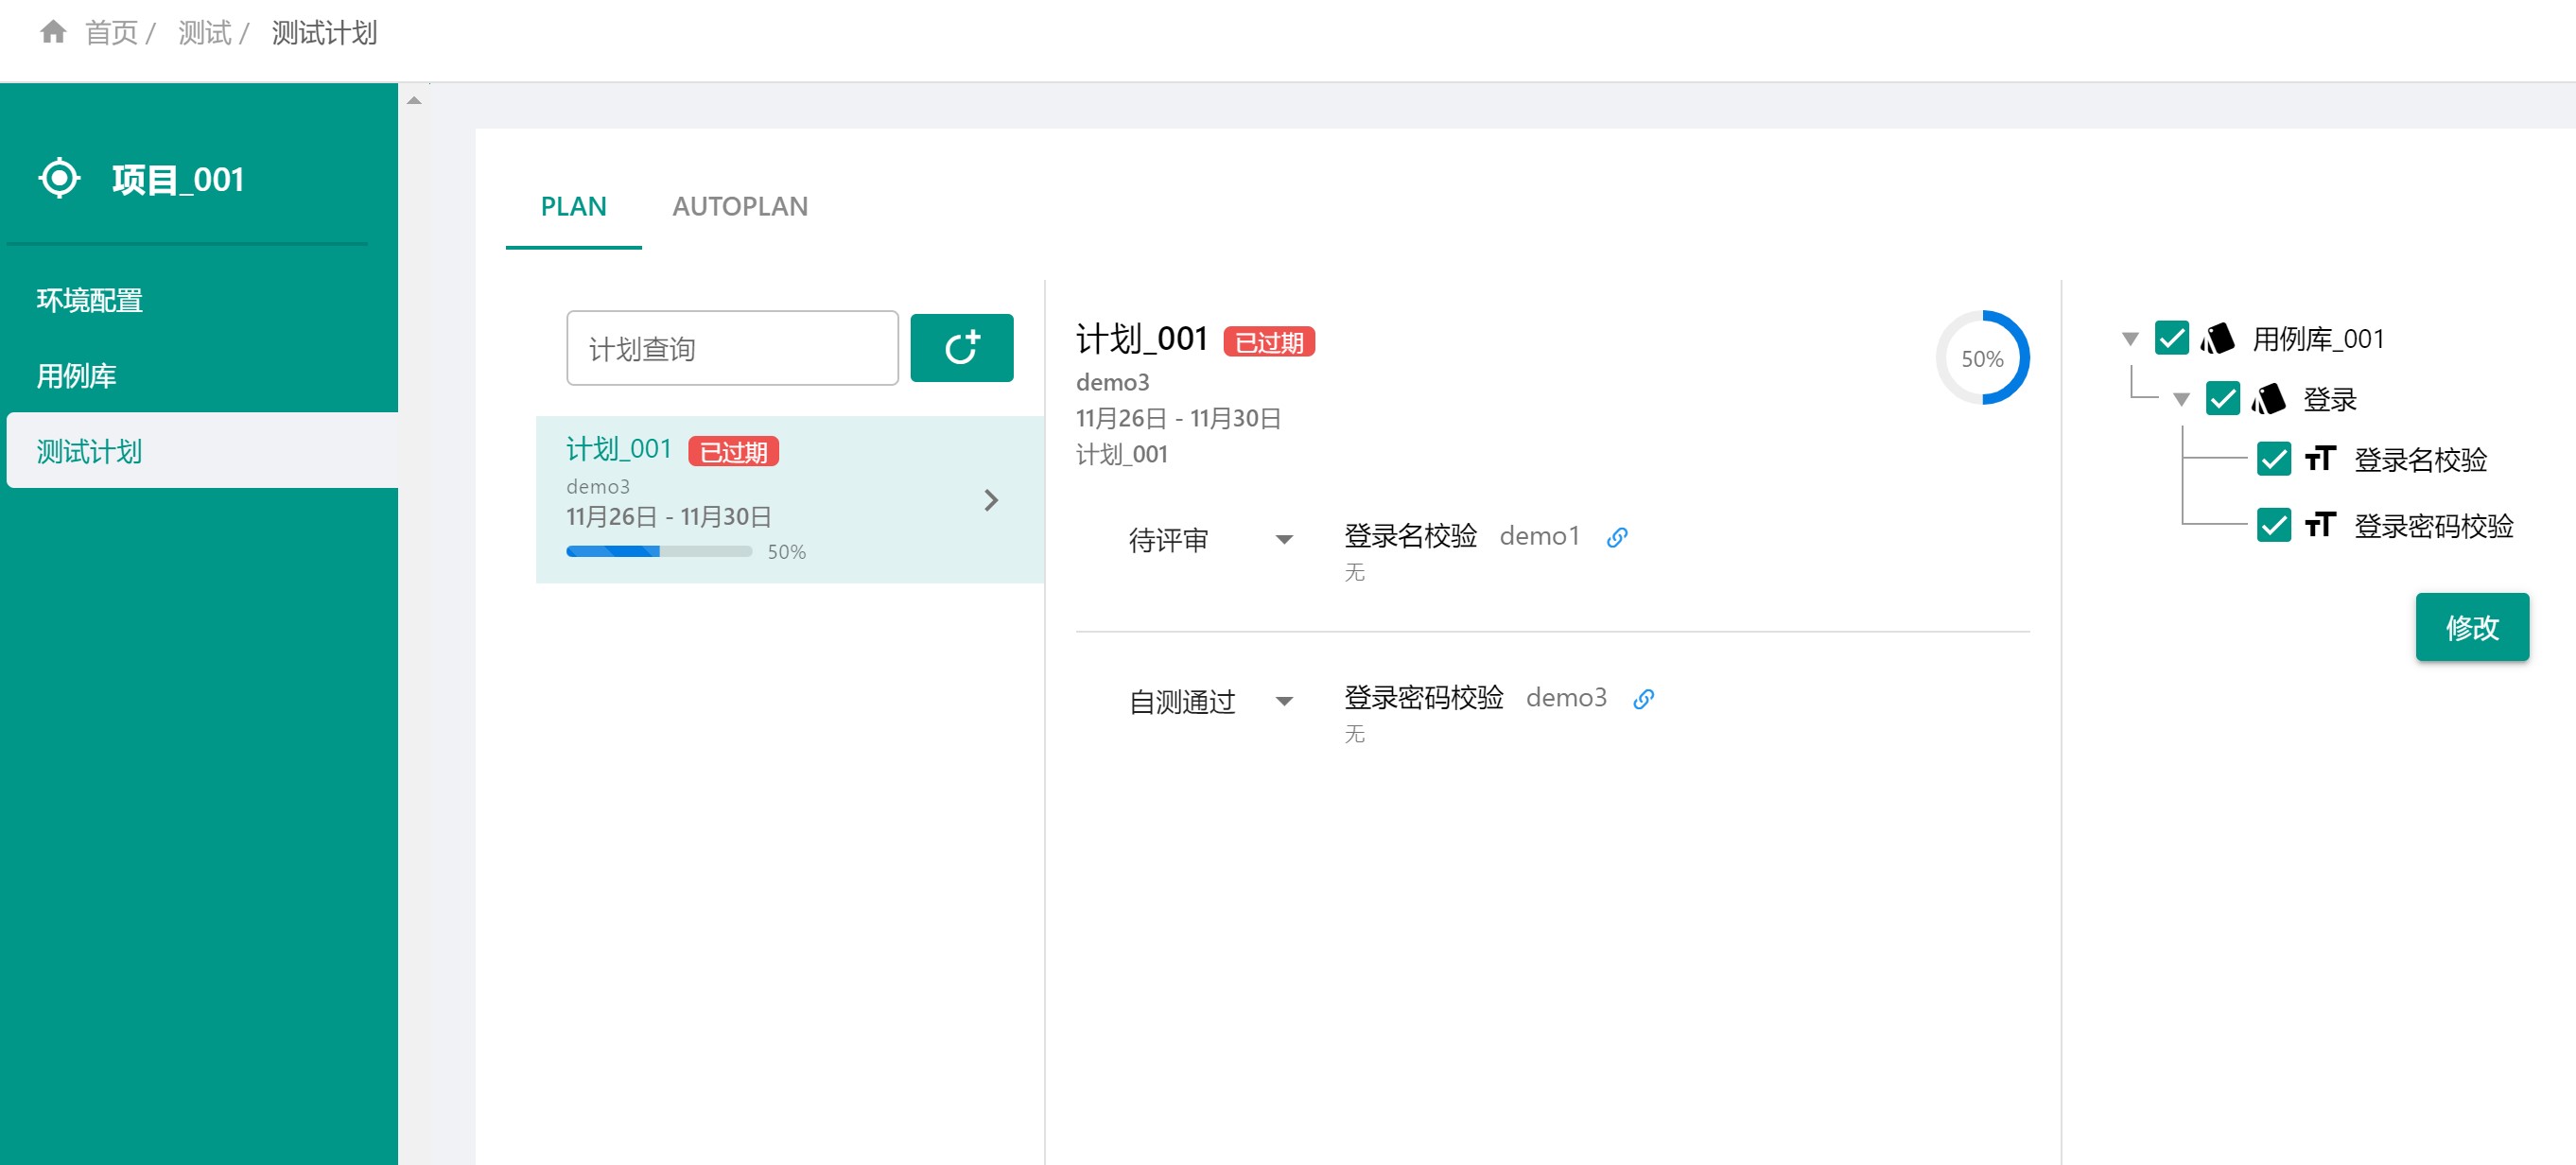 首页 / 测试 / 测试计划
项目_001
环境配置
用例库
测试计划
PLAN AUTOPLAN
计划查询
计划_001 已过期
demo3
11月26日 - 11月30日
50%
计划_001 已过期
demo3
11月26日 - 11月30日
计划_001
50%
待评审 登录名校验 demo1
无
自测通过 登录密码校验 demo3
无
用例库_001
登录
登录名校验
登录密码校验
修改